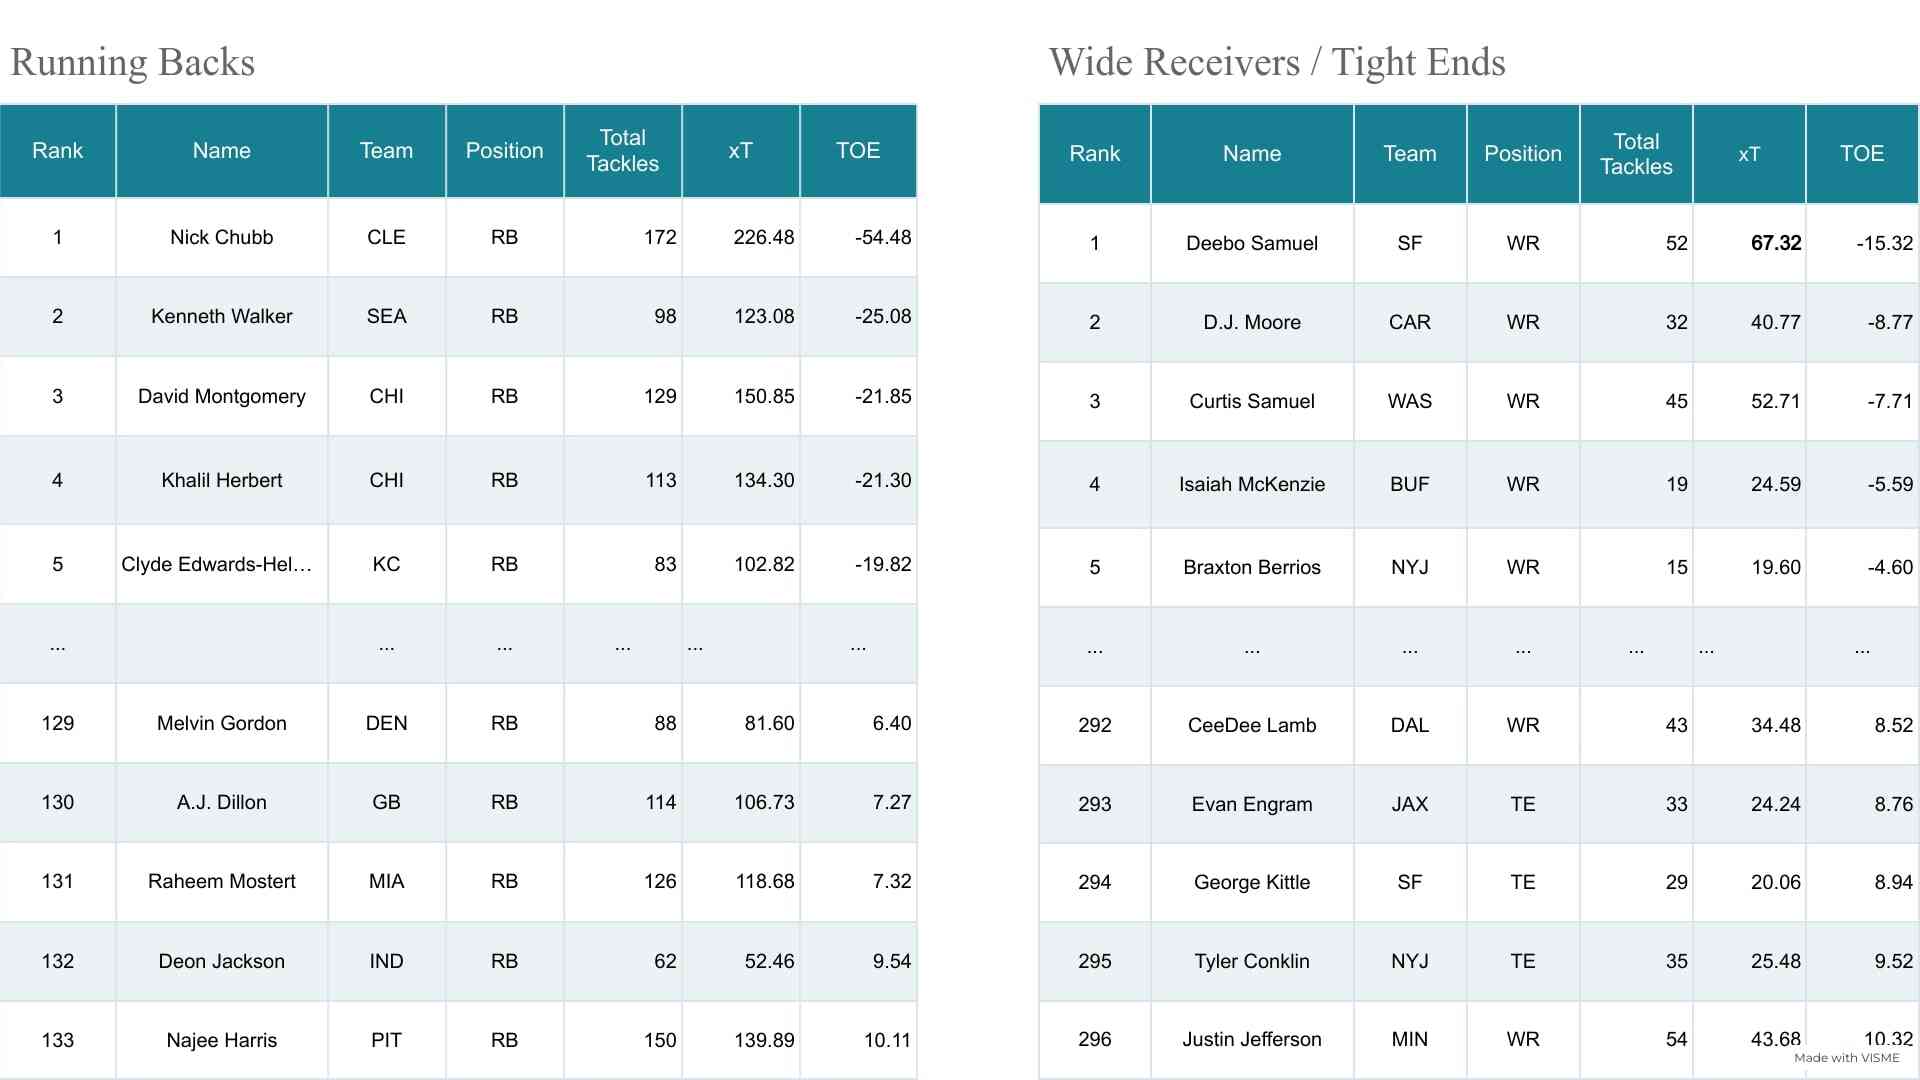 Running Backs
Rank Name Team Position Total Tackles xT TOE
1 Nick Chubb CLE RB 172 226.48 -54.48
2 Kenneth Walker SEA RB 98 123.08 -25.08
3 David Montgomery CHI RB 129 150.85 -21.85
4 Khalil Herbert CHI RB 113 134.30 -21.30
5 Clyde Edwards-Hel... KC RB 83 102.82 -19.82
... ... ... ... ... ...
129 Melvin Gordon DEN RB 88 81.60 6.40
130 A.J. Dillon GB RB 114 106.73 7.27
131 Raheem Mostert MIA RB 126 118.68 7.32
132 Deon Jackson IND RB 62 52.46 9.54
133 Najee Harris PIT RB 150 139.89 10.11
Wide Receivers / Tight Ends
Rank Name Team Position Total Tackles xT TOE
1 Deebo Samuel SF WR 52 67.32 -15.32
2 D.J. Moore CAR WR 32 40.77 -8.77
3 Curtis Samuel WAS WR 45 52.71 -7.71
4 Isaiah McKenzie BUF WR 19 24.59 -5.59
5 Braxton Berrios NYJ WR 15 19.60 -4.60
... ... ... ... ... ... ...
292 CeeDee Lamb DAL WR 43 34.48 8.52
293 Evan Engram JAX TE 33 24.24 8.76
294 George Kittle SF TE 29 20.06 8.94
295 Tyler Conklin NYJ TE 35 25.48 9.52
296 Justin Jefferson MIN WR 54 43.68 10.32
Made with VISME